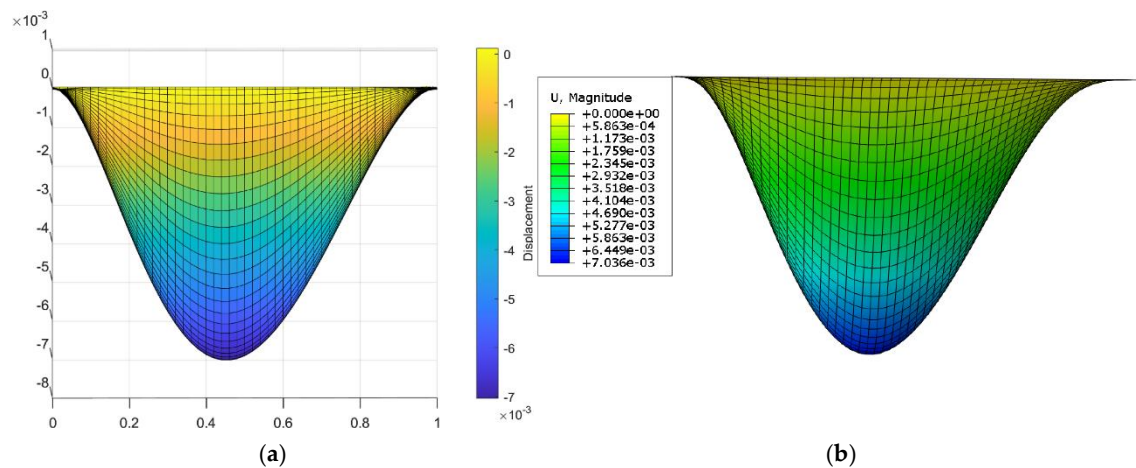 ×10⁻³
1
0
-1
-2
-3
-4
-5
-6
-7
-8
0
0.2
0.4
0.6
0.8
1
0
-1
-2
-3
-4
-5
-6
-7
×10⁻³
Displacement
U, Magnitude
+0.000e+00
+5.863e-04
+1.173e-03
+1.759e-03
+2.345e-03
+2.932e-03
+3.518e-03
+4.104e-03
+4.690e-03
+5.277e-03
+5.863e-03
+6.449e-03
+7.036e-03
(a)
(b)